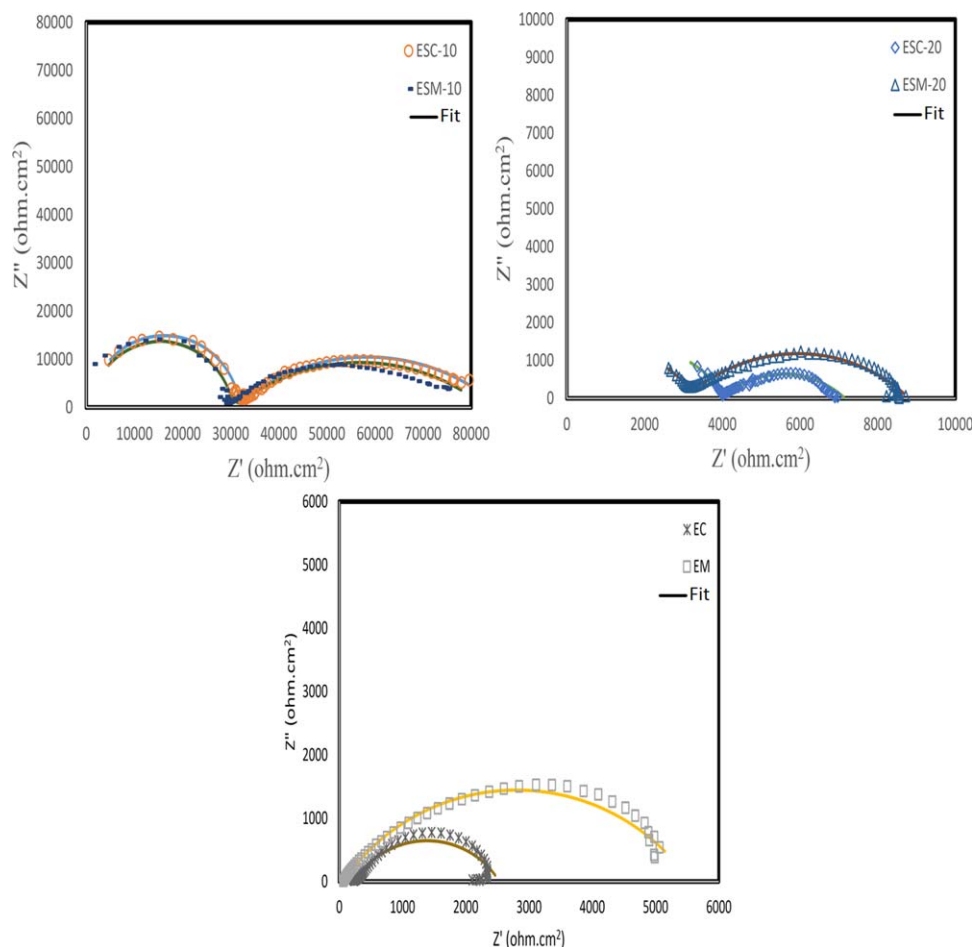 80000
70000
60000
50000
40000
30000
20000
10000
0
Z" (ohm.cm²)
ESC-10
ESM-10
Fit
0 10000 20000 30000 40000 50000 60000 70000 80000
Z' (ohm.cm²)
10000
9000
8000
7000
6000
5000
4000
3000
2000
1000
0
Z" (ohm.cm²)
ESC-20
ESM-20
Fit
0 2000 4000 6000 8000 10000
Z' (ohm.cm²)
6000
5000
4000
3000
2000
1000
0
Z" (ohm.cm²)
EC
EM
Fit
0 1000 2000 3000 4000 5000 6000
Z' (ohm.cm²)